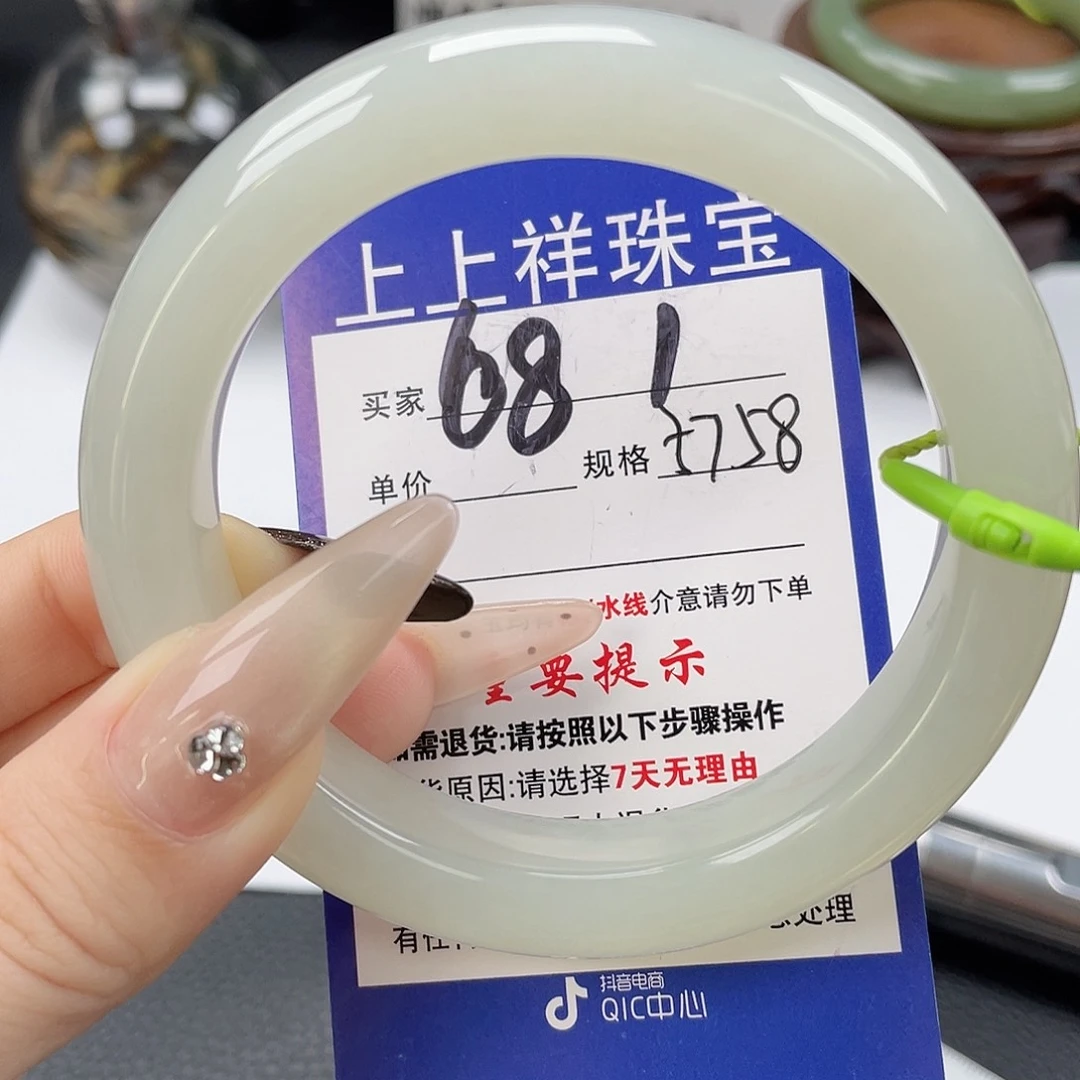 上上祥珠宝
买家 68 1
单价 规格 5758
水线介意请勿下单
要提示
需退货:请按照以下步骤操作
原因:请选择7天无理由
处理
抖音电商
QIC中心